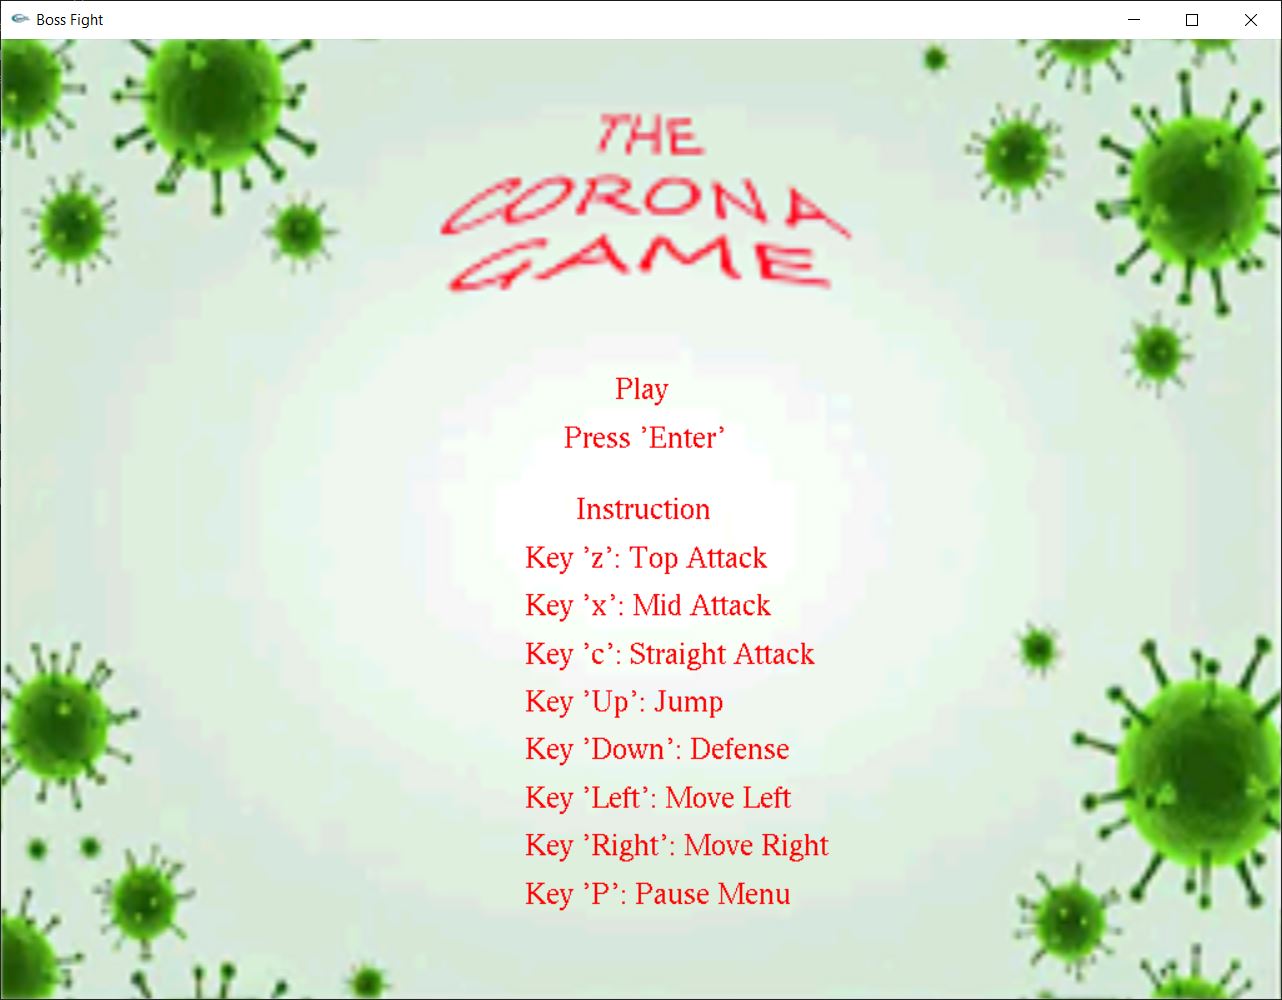 Boss Fight
THE
CORONA
GAME
Play
Press ’Enter’
Instruction
Key ’z’: Top Attack
Key ’x’: Mid Attack
Key ’c’: Straight Attack
Key ’Up’: Jump
Key ’Down’: Defense
Key ’Left’: Move Left
Key ’Right’: Move Right
Key ’P’: Pause Menu